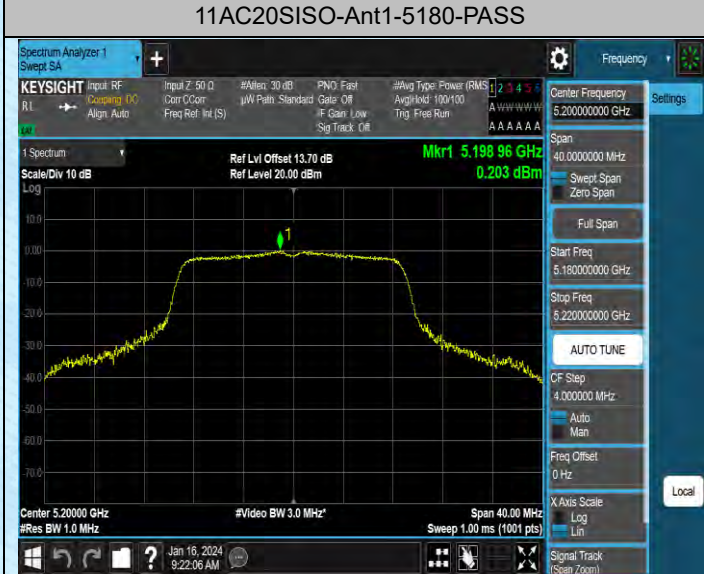 11AC20SISO-Ant1-5180-PASS
Spectrum Analyzer 1
Swept SA
+
Frequency
KEYSIGHT Input: RF Input Z: 50 Ω #Atten: 30 dB PNO: Fast #Avg Type: Power (RMS 1 2 3 4 5 6
RL Coupling: DC Corr CCorr µW Path: Standard Gate: Off Avg|Hold: 100/100 A W W W W W
Align: Auto Freq Ref: Int (S) IF Gain: Low Trig: Free Run
Sig Track: Off A A A A A A
1 Spectrum
Scale/Div 10 dB
Log
Ref Lvl Offset 13.70 dB
Ref Level 20.00 dBm
Mkr1 5.198 96 GHz
0.203 dBm
10.0
0.00
-10.0
-20.0
-30.0
-40.0
-50.0
-60.0
-70.0
1
Center 5.20000 GHz #Video BW 3.0 MHz* Span 40.00 MHz
#Res BW 1.0 MHz Sweep 1.00 ms (1001 pts)
Jan 16, 2024
9:22:06 AM
?
Center Frequency
5.200000000 GHz
Settings
Span
40.0000000 MHz
Swept Span
Zero Span
Full Span
Start Freq
5.180000000 GHz
Stop Freq
5.220000000 GHz
AUTO TUNE
CF Step
4.000000 MHz
Auto
Man
Freq Offset
0 Hz
X Axis Scale
Log
Lin
Local
Signal Track
(Span Zoom)